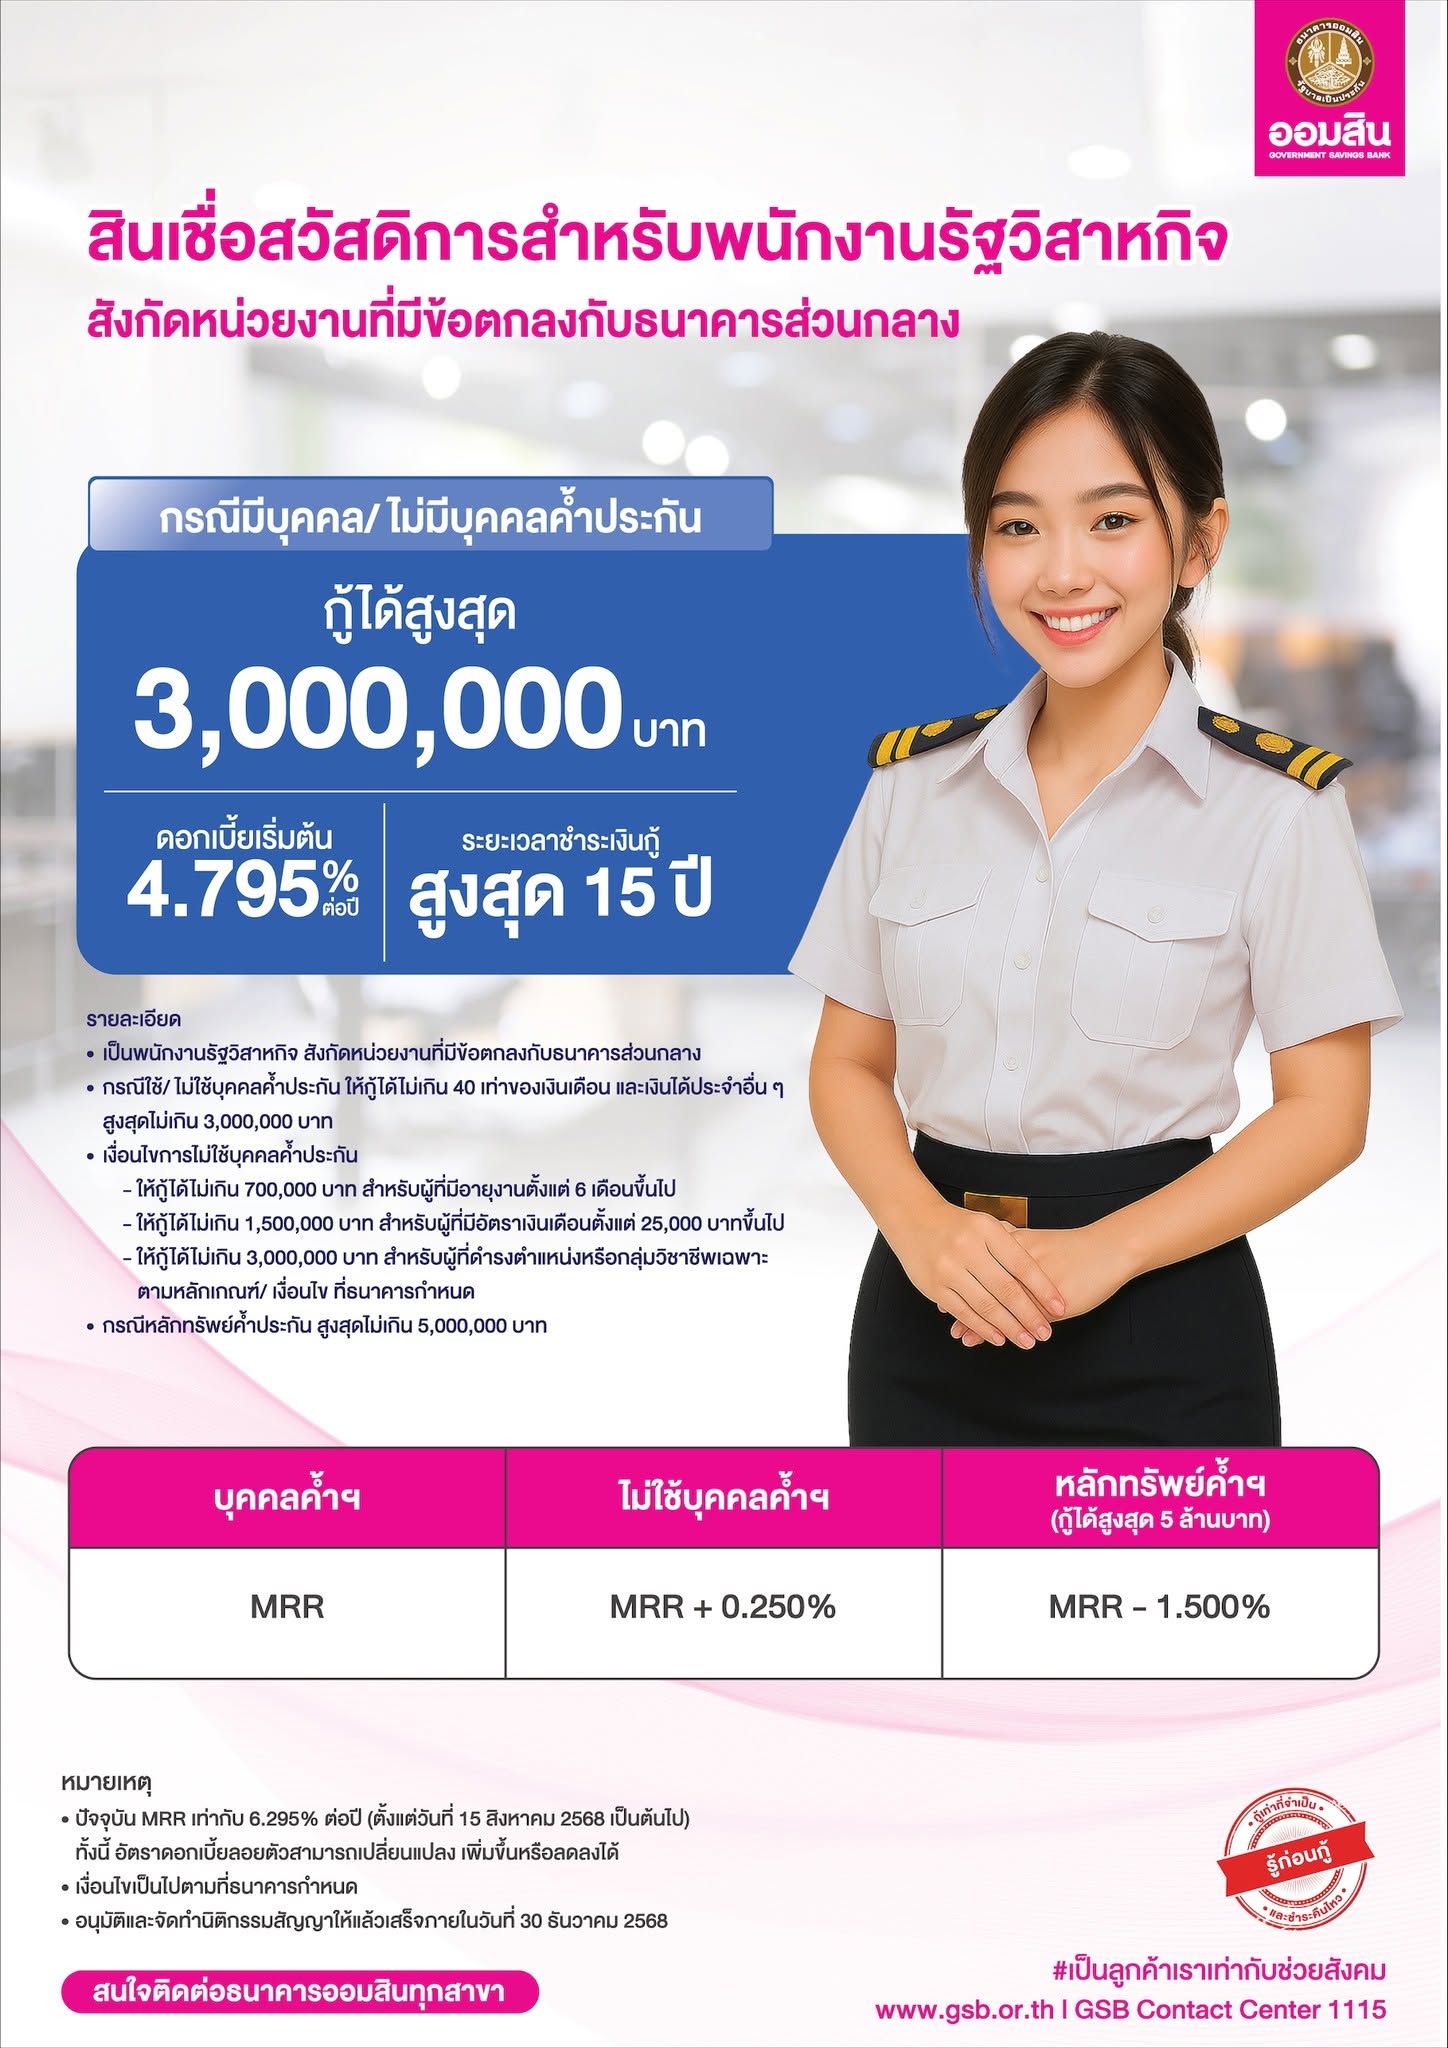 ธนาคารออมสิน
รัฐบาลเป็นประกัน
ออมสิน
GOVERNMENT SAVINGS BANK
สินเชื่อสวัสดิการสำหรับพนักงานรัฐวิสาหกิจ
สังกัดหน่วยงานที่มีข้อตกลงกับธนาคารส่วนกลาง
กรณีมีบุคคล/ ไม่มีบุคคลค้ำประกัน
กู้ได้สูงสุด
3,000,000 บาท
ดอกเบี้ยเริ่มต้น
4.795% ต่อปี
ระยะเวลาชำระเงินกู้
สูงสุด 15 ปี
รายละเอียด
• เป็นพนักงานรัฐวิสาหกิจ สังกัดหน่วยงานที่มีข้อตกลงกับธนาคารส่วนกลาง
• กรณีใช้/ ไม่ใช้บุคคลค้ำประกัน ให้กู้ได้ไม่เกิน 40 เท่าของเงินเดือน และเงินได้ประจำอื่น ๆ
สูงสุดไม่เกิน 3,000,000 บาท
• เงื่อนไขการไม่ใช้บุคคลค้ำประกัน
- ให้กู้ได้ไม่เกิน 700,000 บาท สำหรับผู้ที่มีอายุงานตั้งแต่ 6 เดือนขึ้นไป
- ให้กู้ได้ไม่เกิน 1,500,000 บาท สำหรับผู้ที่มีอัตราเงินเดือนตั้งแต่ 25,000 บาทขึ้นไป
- ให้กู้ได้ไม่เกิน 3,000,000 บาท สำหรับผู้ที่ดำรงตำแหน่งหรือกลุ่มวิชาชีพเฉพาะ
ตามหลักเกณฑ์/ เงื่อนไข ที่ธนาคารกำหนด
• กรณีหลักทรัพย์ค้ำประกัน สูงสุดไม่เกิน 5,000,000 บาท
บุคคลค้ำฯ
ไม่ใช้บุคคลค้ำฯ
หลักทรัพย์ค้ำฯ
(กู้ได้สูงสุด 5 ล้านบาท)
MRR
MRR + 0.250%
MRR - 1.500%
หมายเหตุ
• ปัจจุบัน MRR เท่ากับ 6.295% ต่อปี (ตั้งแต่วันที่ 15 สิงหาคม 2568 เป็นต้นไป)
ทั้งนี้ อัตราดอกเบี้ยลอยตัวสามารถเปลี่ยนแปลง เพิ่มขึ้นหรือลดลงได้
• เงื่อนไขเป็นไปตามที่ธนาคารกำหนด
• อนุมัติและจัดทำนิติกรรมสัญญาให้แล้วเสร็จภายในวันที่ 30 ธันวาคม 2568
กู้เท่าที่จำเป็น
รู้ก่อนกู้
และชำระคืนไหว
สนใจติดต่อธนาคารออมสินทุกสาขา
#เป็นลูกค้าเราเท่ากับช่วยสังคม
www.gsb.or.th | GSB Contact Center 1115